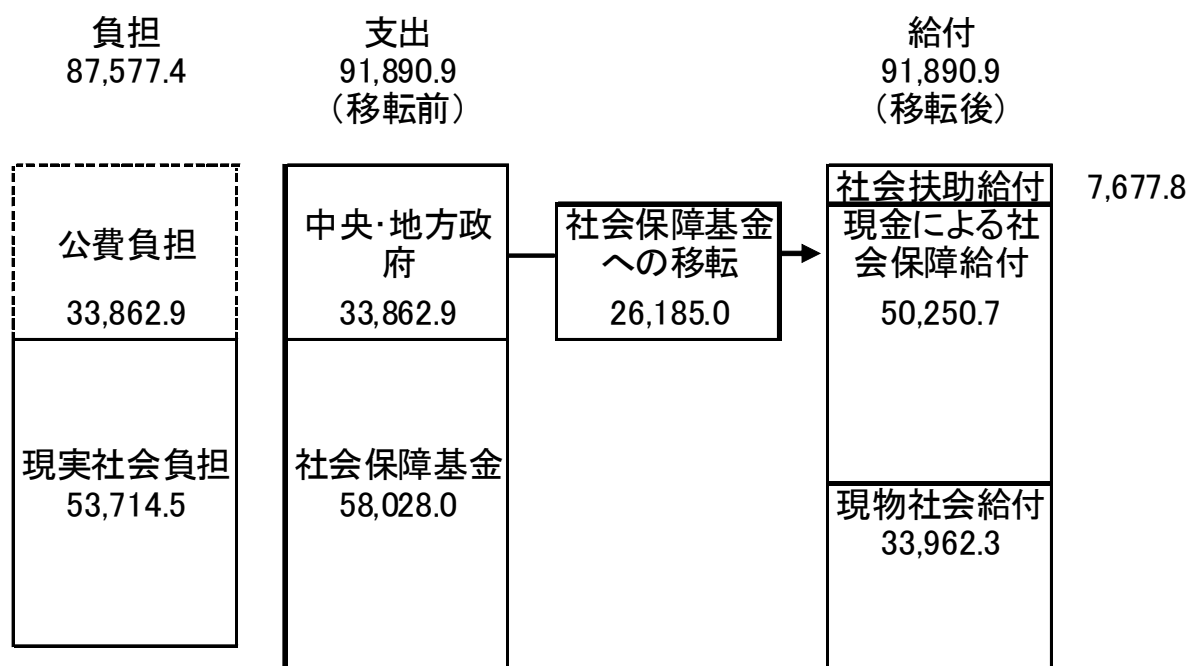 負担
87,577.4
支出
91,890.9
（移転前）
給付
91,890.9
（移転後）
公費負担
33,862.9
現実社会負担
53,714.5
中央･地方政
府
33,862.9
社会保障基金
58,028.0
社会保障基金
への移転
26,185.0
社会扶助給付
7,677.8
現金による社
会保障給付
50,250.7
現物社会給付
33,962.3